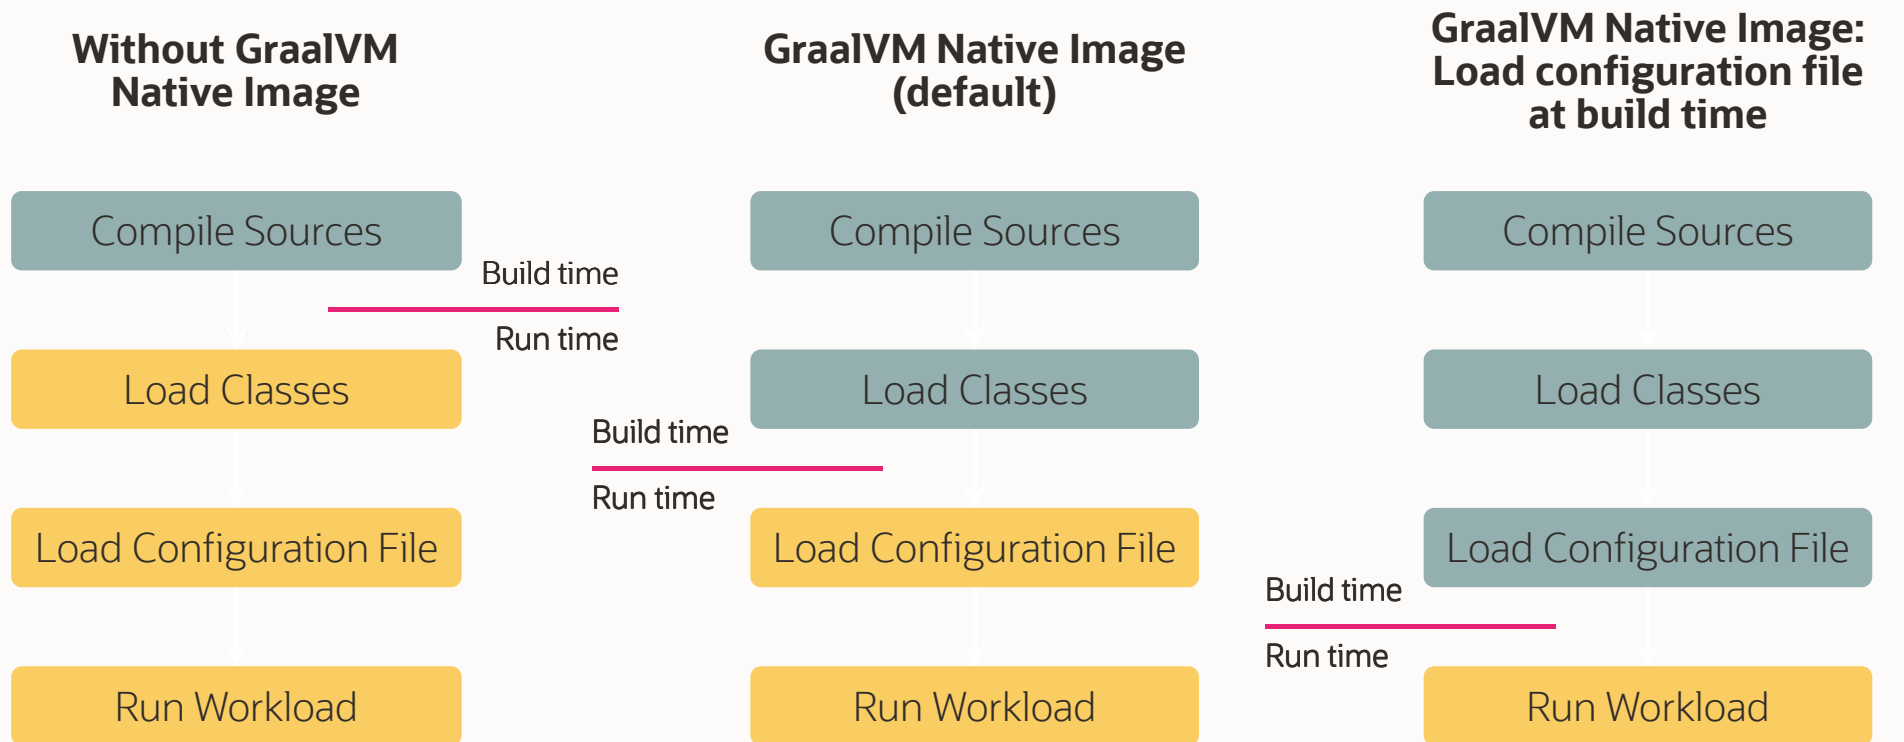 Without GraalVM
Native Image
Compile Sources
Build time
Run time
Load Classes
Load Configuration File
Run Workload
GraalVM Native Image
(default)
Compile Sources
Load Classes
Build time
Run time
Load Configuration File
Run Workload
GraalVM Native Image:
Load configuration file
at build time
Compile Sources
Load Classes
Load Configuration File
Build time
Run time
Run Workload